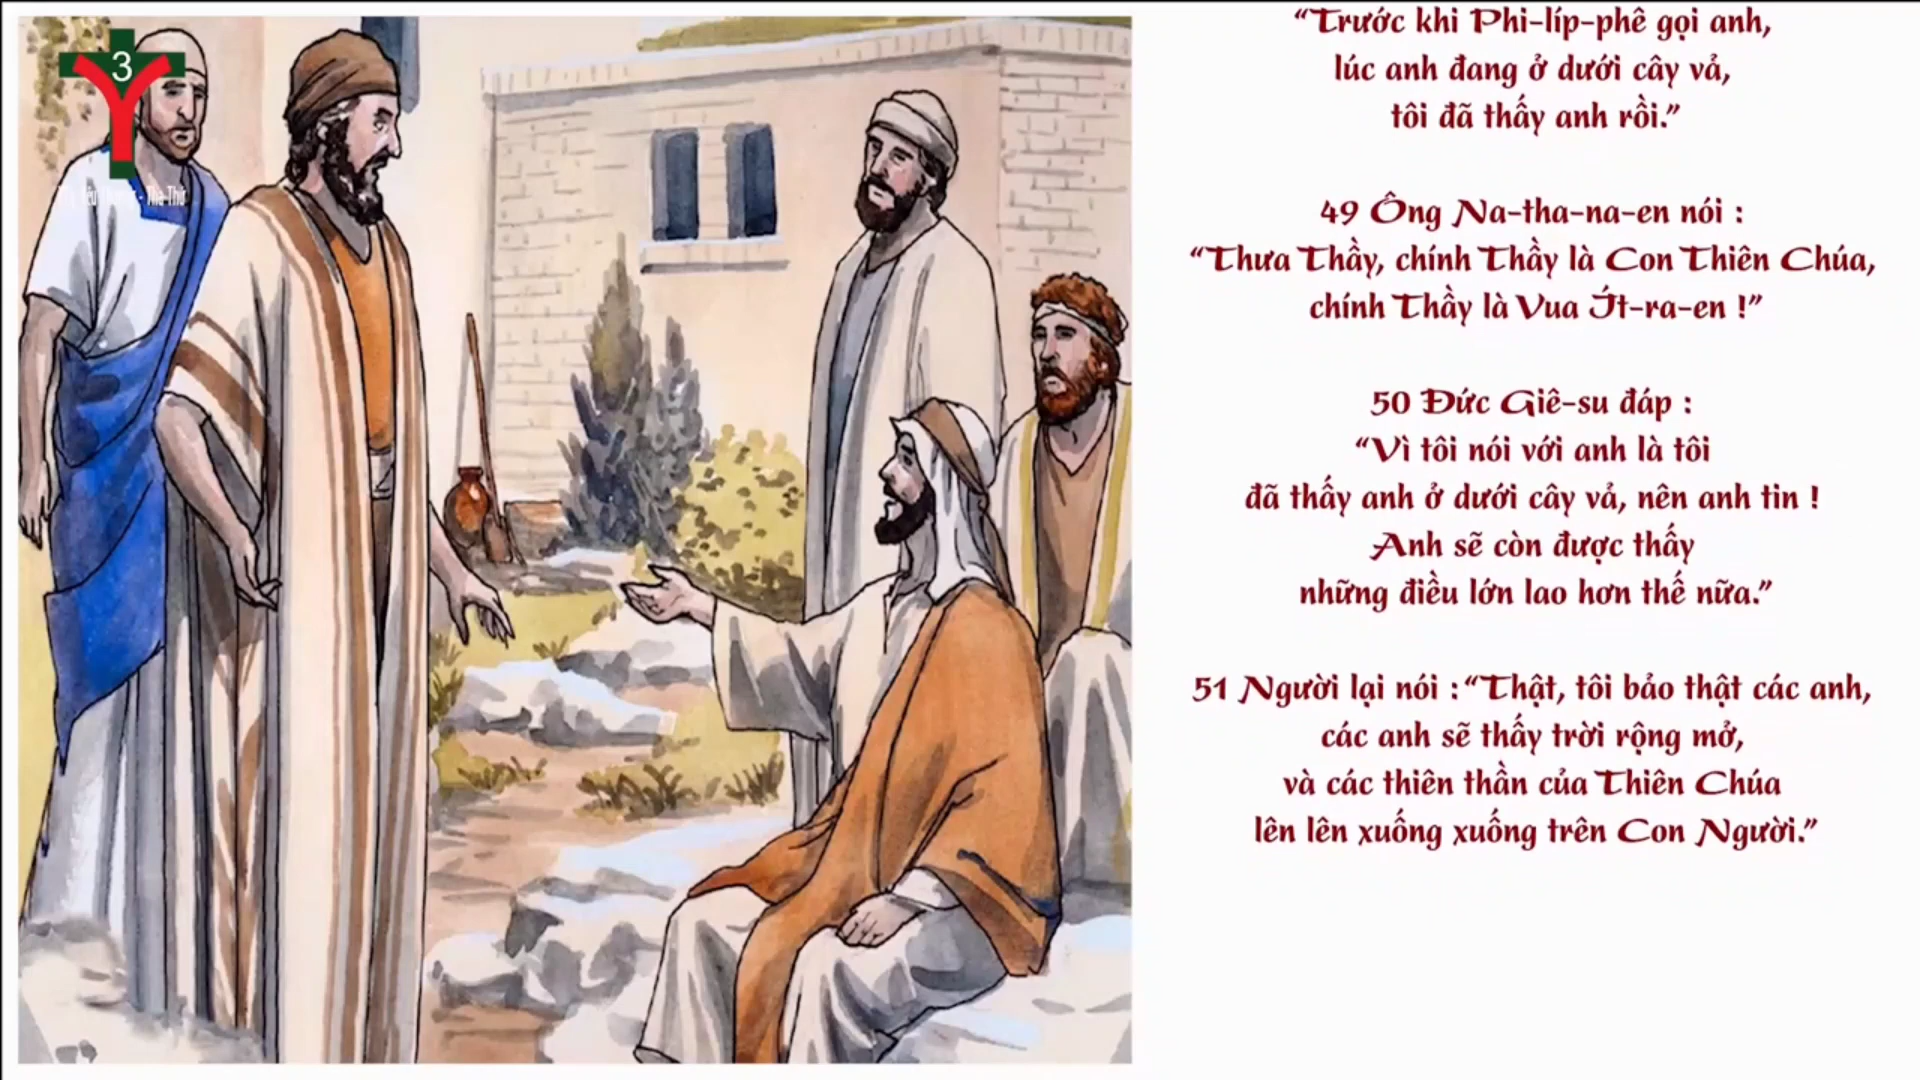 3
- Tha Thứ
“Trước khi Phi-líp-phê gọi anh,
lúc anh đang ở dưới cây vả,
tôi đã thấy anh rồi.”
49 Ông Na-tha-na-en nói :
“Thưa Thầy, chính Thầy là Con Thiên Chúa,
chính Thầy là Vua Ít-ra-en !”
50 Đức Giê-su đáp :
“Vì tôi nói với anh là tôi
đã thấy anh ở dưới cây vả, nên anh tin !
Anh sẽ còn được thấy
những điều lớn lao hơn thế nữa.”
51 Người lại nói : “Thật, tôi bảo thật các anh,
các anh sẽ thấy trời rộng mở,
và các thiên thần của Thiên Chúa
lên lên xuống xuống trên Con Người.”